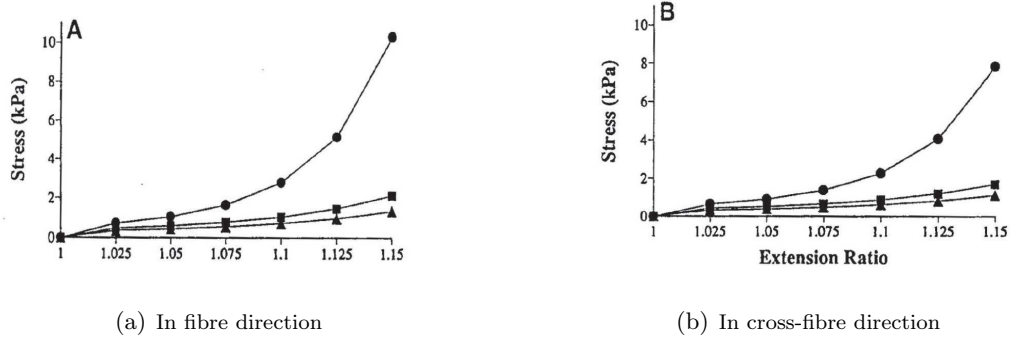 A
Stress (kPa)
10
8
6
4
2
0
1 1.025 1.05 1.075 1.1 1.125 1.15
(a) In fibre direction
B
Stress (kPa)
10
8
6
4
2
0
1 1.025 1.05 1.075 1.1 1.125 1.15
Extension Ratio
(b) In cross-fibre direction